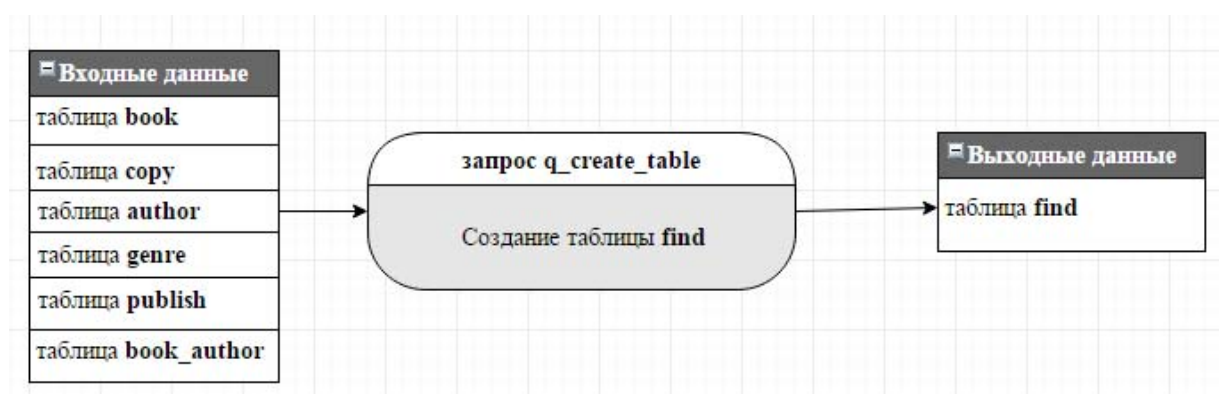 Входные данные
таблица book
таблица copy
таблица author
таблица genre
таблица publish
таблица book_author
запрос q_create_table
Создание таблицы find
Выходные данные
таблица find